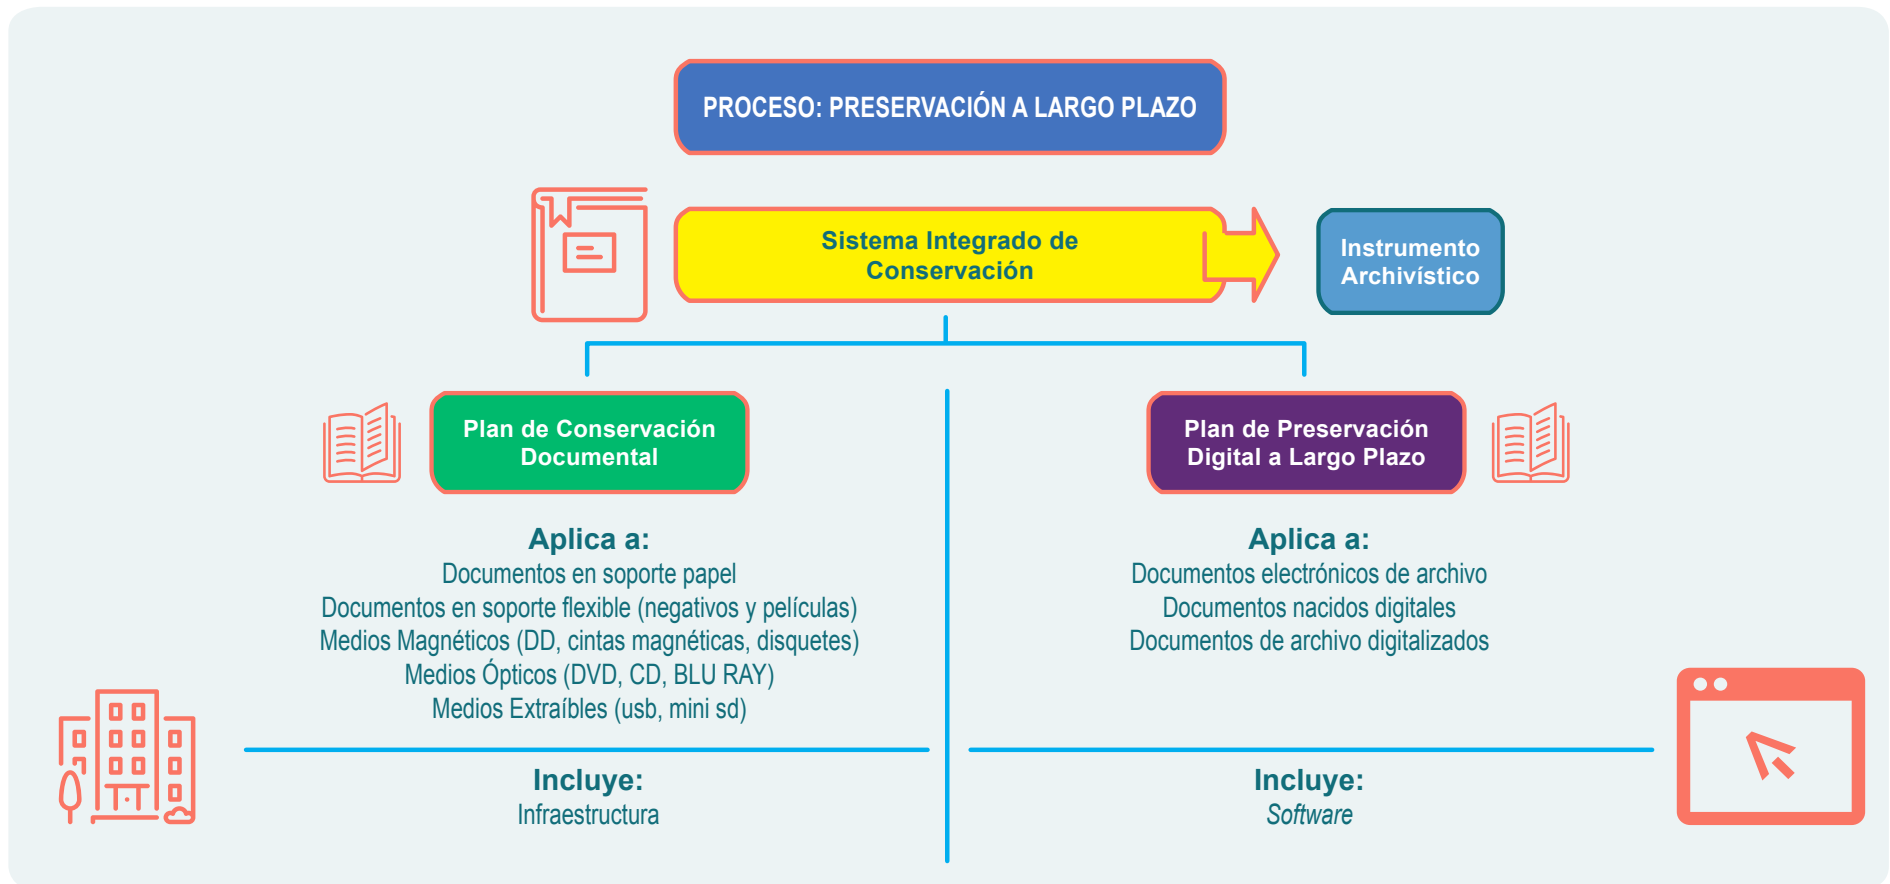 PROCESO: PRESERVACIÓN A LARGO PLAZO
Sistema Integrado de
Conservación
Instrumento
Archivístico
Plan de Conservación
Documental
Aplica a:
Documentos en soporte papel
Documentos en soporte flexible (negativos y películas)
Medios Magnéticos (DD, cintas magnéticas, disquetes)
Medios Ópticos (DVD, CD, BLU RAY)
Medios Extraíbles (usb, mini sd)
Incluye:
Infraestructura
Plan de Preservación
Digital a Largo Plazo
Aplica a:
Documentos electrónicos de archivo
Documentos nacidos digitales
Documentos de archivo digitalizados
Incluye:
Software